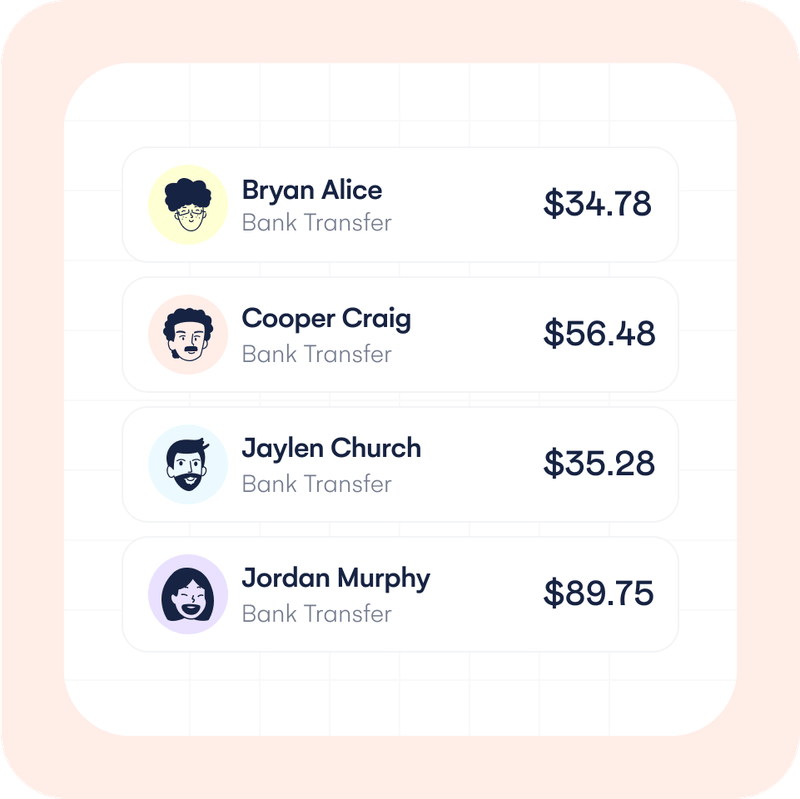 Bryan Alice
Bank Transfer
$34.78
Cooper Craig
Bank Transfer
$56.48
Jaylen Church
Bank Transfer
$35.28
Jordan Murphy
Bank Transfer
$89.75